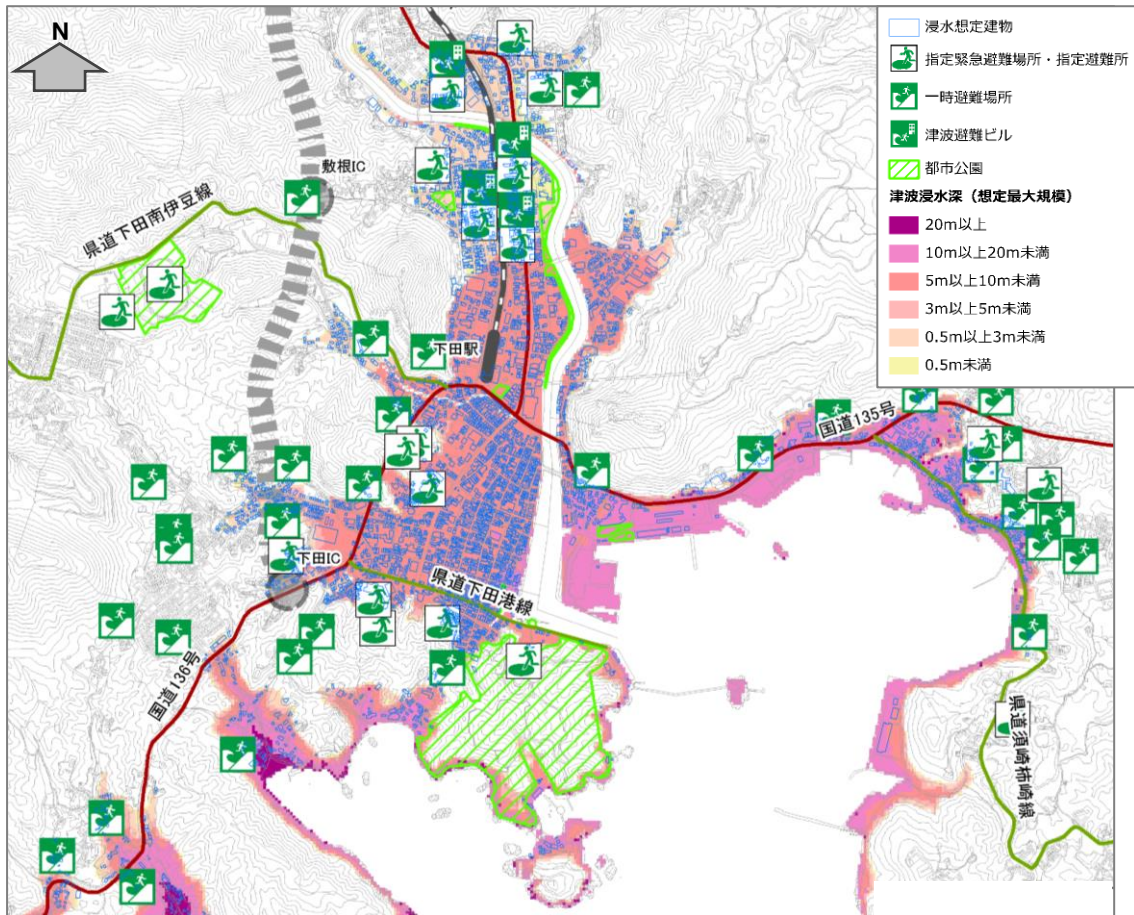 N
浸水想定建物
指定緊急避難場所・指定避難所
一時避難場所
津波避難ビル
都市公園
津波浸水深（想定最大規模）
20m以上
10m以上20m未満
5m以上10m未満
3m以上5m未満
0.5m以上3m未満
0.5m未満
敷根IC
県道下田南伊豆線
下田駅
国道135号
下田IC
県道下田港線
国道136号
県道須崎柿崎線